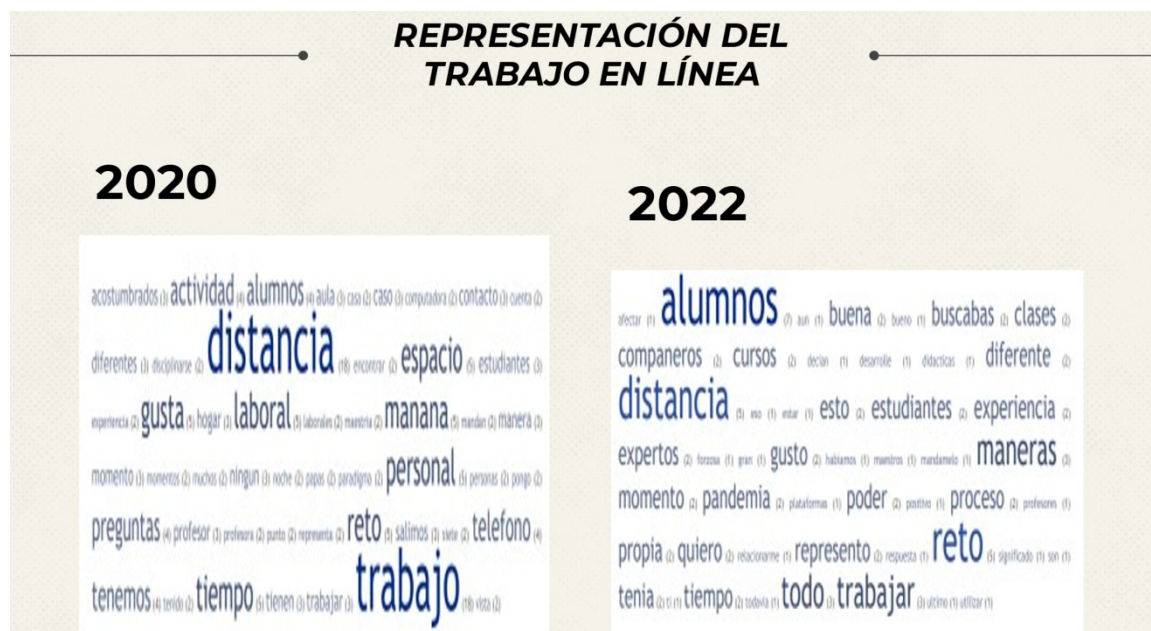 REPRESENTACIÓN DEL
TRABAJO EN LÍNEA
2020
acostumbrados (3) actividad (4) alumnos (4) aula (3) casa (2) caso (3) computadora (2) contacto (3) cuenta (2)
diferentes (3) disciplinarse (2) distancia (18) encontrar (2) espacio (6) estudiantes (3)
experiencia (2) gusta (5) hogar (3) laboral (5) laborales (2) maestria (2) manana (5) mandan (2) manera (3)
momento (3) momentos (2) muchos (2) ningun (3) noche (2) papas (2) paradigma (2) personal (6) personas (2) pongo (2)
preguntas (4) profesor (3) profesora (2) punto (2) representa (2) reto (5) salimos (3) siete (2) telefono (4)
tenemos (4) tenido (2) tiempo (6) tienen (3) trabajar (3) trabajo (18) vista (2)
2022
afectar (1) alumnos (7) aun (1) buena (2) bueno (1) buscabas (2) clases (2)
companeros (2) cursos (2) decian (1) desarrolle (1) didacticas (1) diferente (2)
distancia (5) eso (1) estar (1) esto (2) estudiantes (2) experiencia (2)
expertos (2) forzosa (1) gran (1) gusto (2) habiamos (1) maestros (1) mandamelo (1) maneras (3)
momento (2) pandemia (2) plataformas (1) poder (2) positivo (1) proceso (2) profesores (1)
propia (2) quiero (2) relacionarme (1) represento (2) respuesta (1) reto (5) significado (1) son (1)
tenia (2) ti (1) tiempo (2) todavia (1) todo (3) trabajar (3) ultimo (1) utilizar (1)